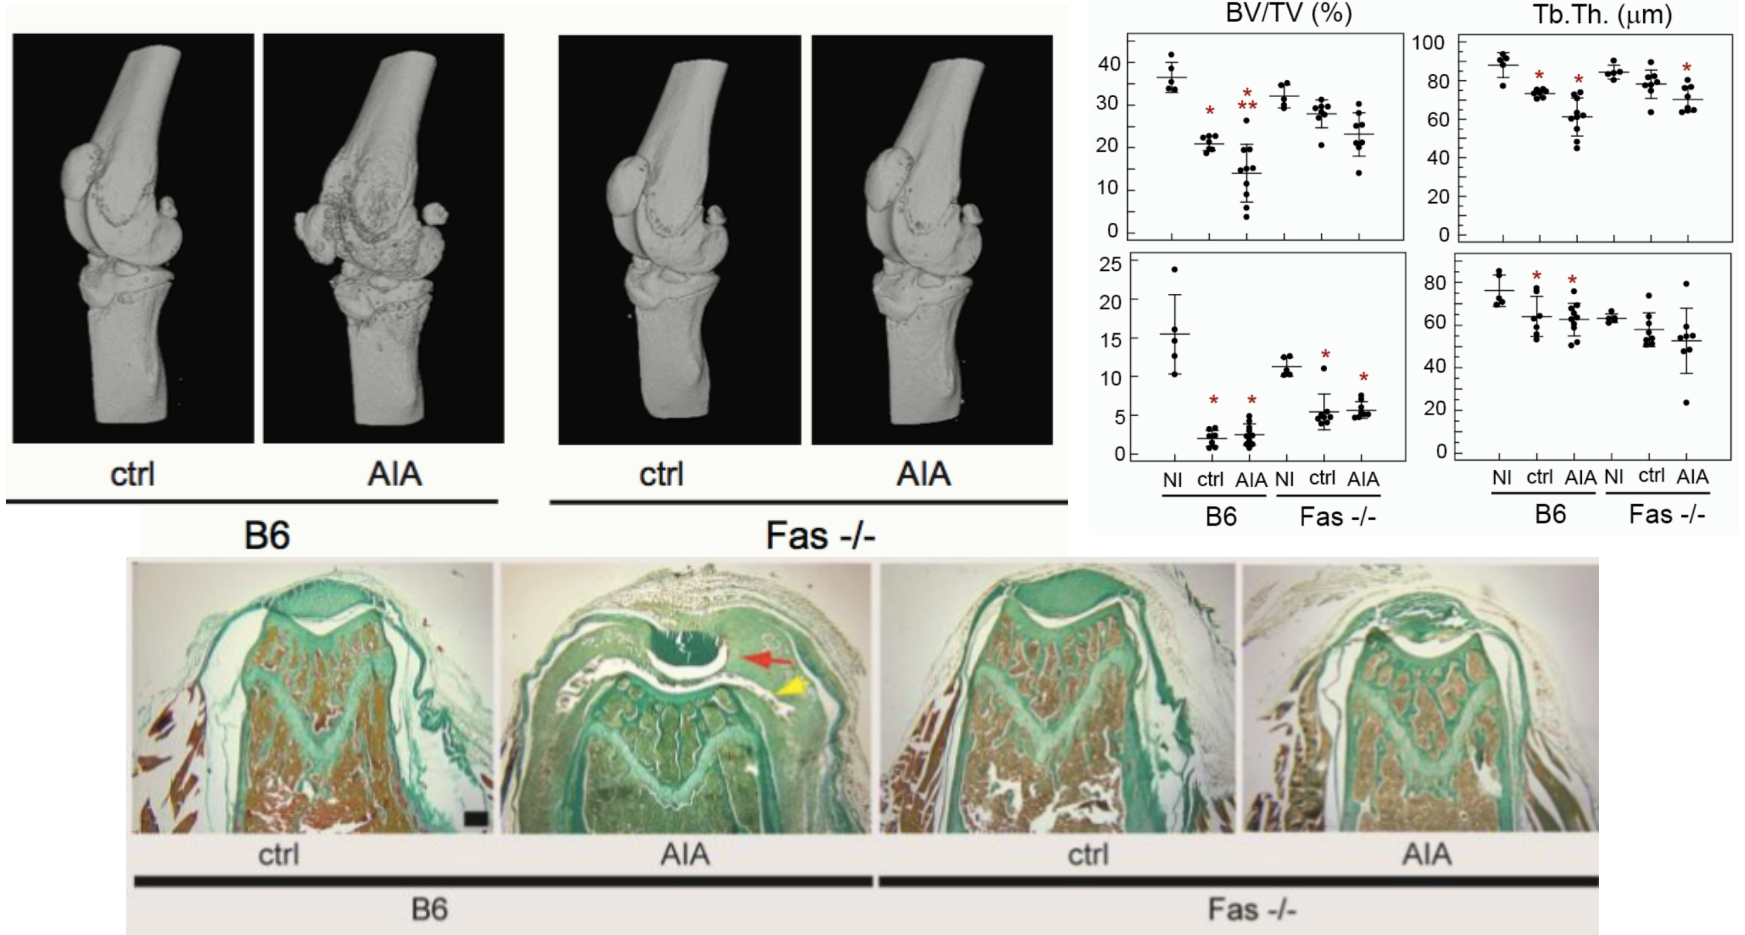 ctrl
AIA
ctrl
AIA
B6
Fas -/-
BV/TV (%)
Tb.Th. (μm)
40
30
20
10
0
*
*
**
100
80
60
40
20
0
*
*
*
25
20
15
10
5
0
*
*
*
*
80
60
40
20
0
*
*
NI ctrl AIA NI ctrl AIA
B6 Fas -/-
NI ctrl AIA NI ctrl AIA
B6 Fas -/-
ctrl
AIA
ctrl
AIA
B6
Fas -/-